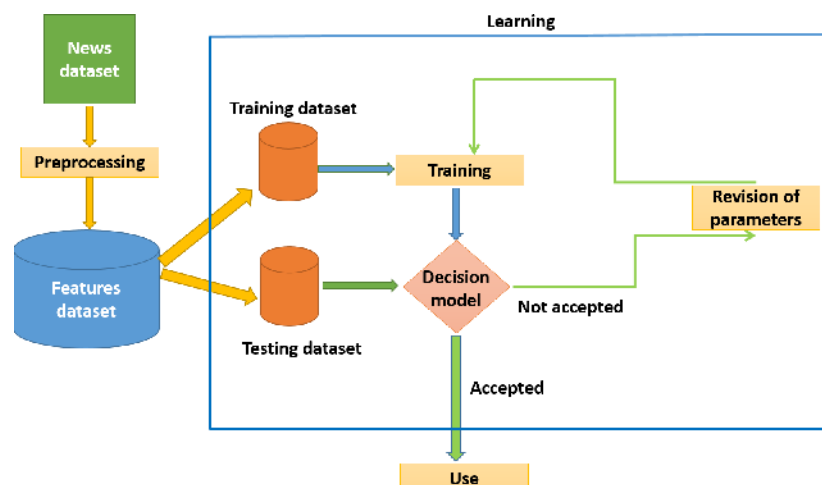 Learning
News
dataset
Training dataset
Preprocessing
Training
Revision of
parameters
Features
dataset
Decision
model
Not accepted
Testing dataset
Accepted
Use